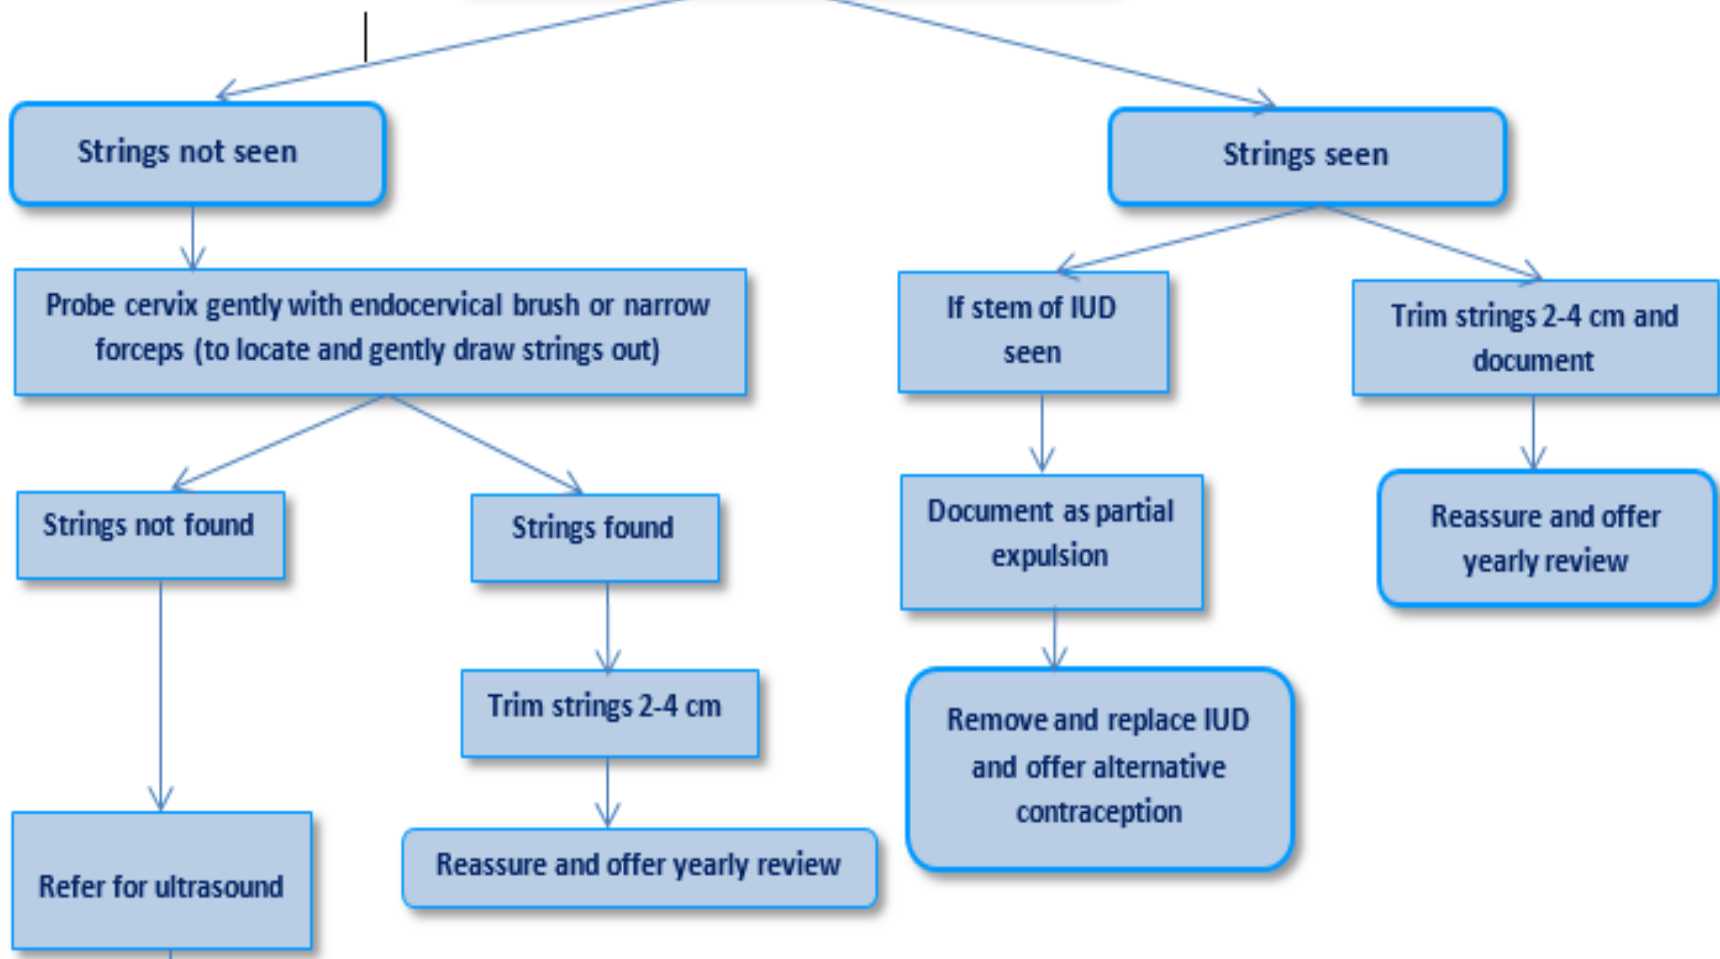 Strings not seen
Strings seen
Probe cervix gently with endocervical brush or narrow
forceps (to locate and gently draw strings out)
If stem of IUD
seen
Trim strings 2-4 cm and
document
Strings not found
Strings found
Document as partial
expulsion
Reassure and offer
yearly review
Trim strings 2-4 cm
Remove and replace IUD
and offer alternative
contraception
Refer for ultrasound
Reassure and offer yearly review